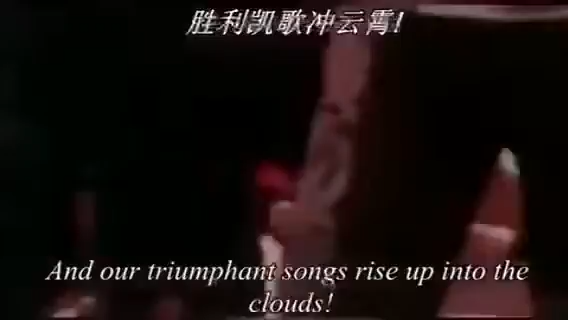 胜利凯歌冲云霄!
And our triumphant songs rise up into the
clouds!